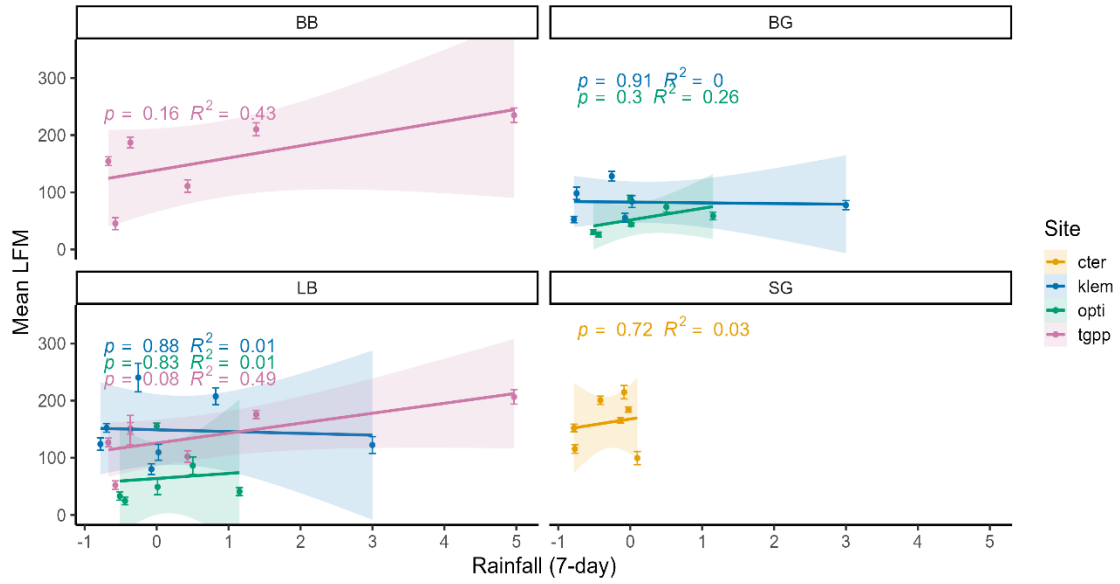 BB
BG
300
200
100
0
p = 0.16 R² = 0.43
p = 0.91 R² = 0
p = 0.3 R² = 0.26
Mean LFM
LB
SG
300
200
100
0
p = 0.88 R² = 0.01
p = 0.83 R² = 0.01
p = 0.08 R² = 0.49
p = 0.72 R² = 0.03
-1 0 1 2 3 4 5
-1 0 1 2 3 4 5
Rainfall (7-day)
Site
cter
klem
opti
tgpp